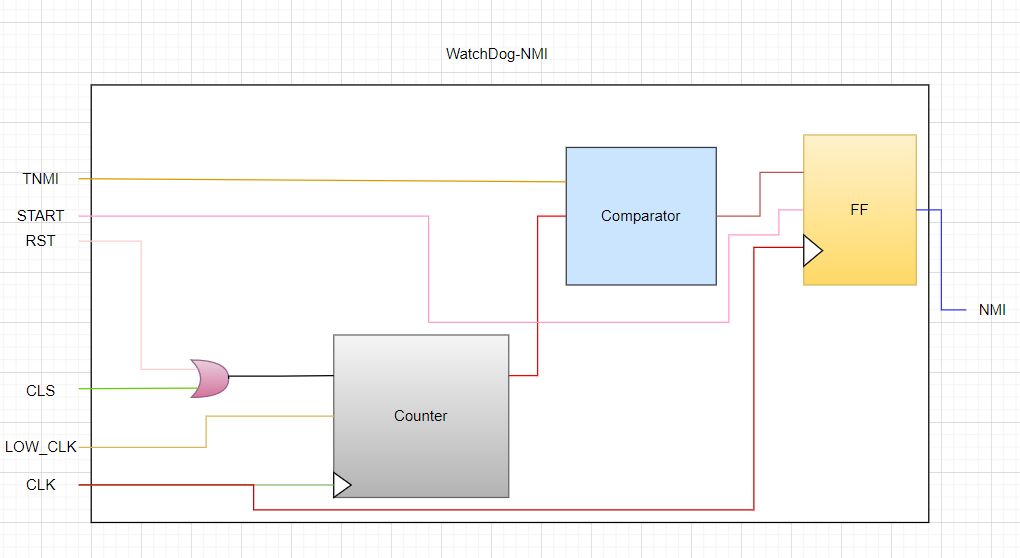 WatchDog-NMI
TNMI
START
RST
CLS
LOW_CLK
CLK
Comparator
FF
Counter
NMI